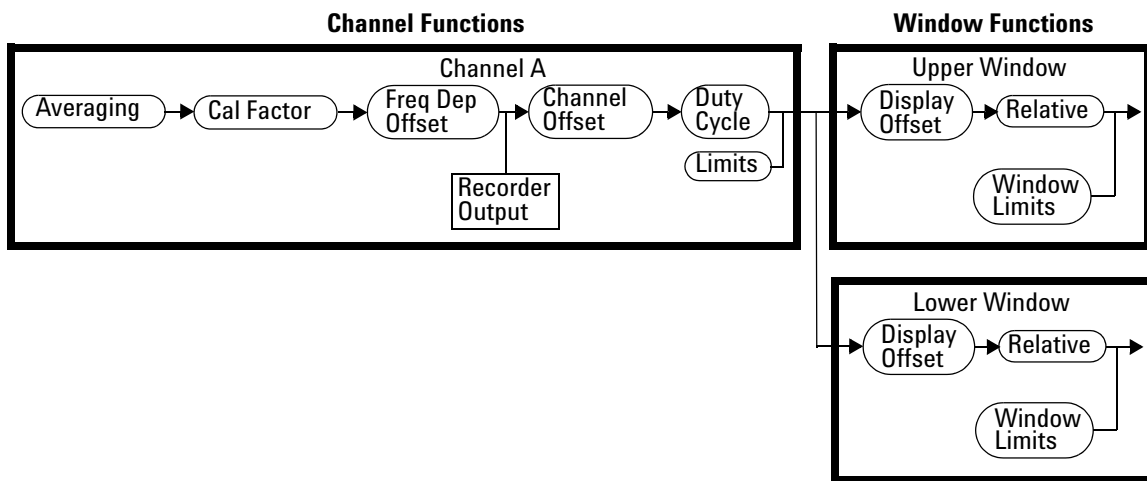 Channel Functions
Window Functions
Channel A
Averaging
Cal Factor
Freq Dep
Offset
Channel
Offset
Duty
Cycle
Limits
Recorder
Output
Upper Window
Display
Offset
Relative
Window
Limits
Lower Window
Display
Offset
Relative
Window
Limits